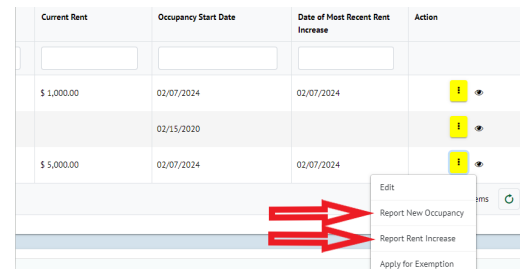 Current Rent Occupancy Start Date Date of Most Recent Rent Action
Increase
$ 1,000.00 02/07/2024 02/07/2024
02/15/2020
$ 5,000.00 02/07/2024 02/07/2024
Edit
ems
Report New Occupancy
Report Rent Increase
Apply for Exemption